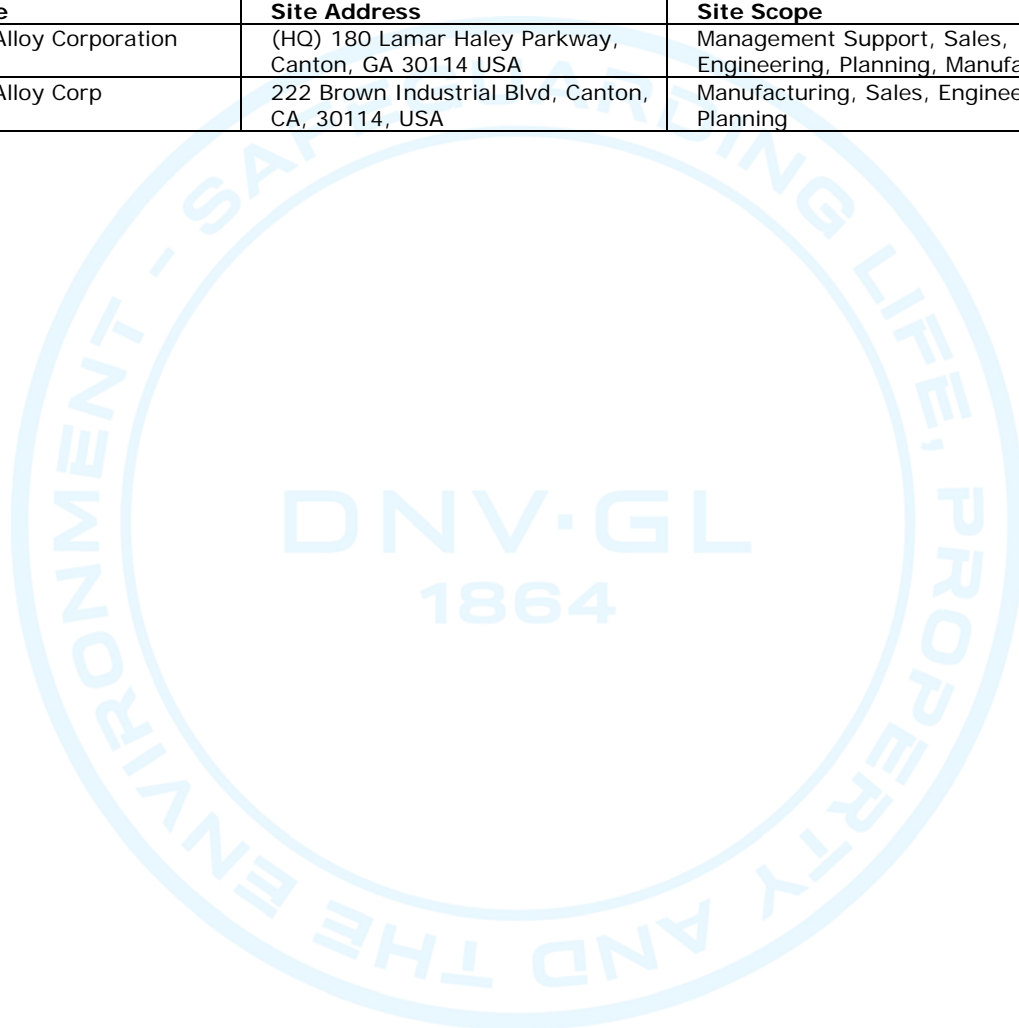 Site Address Site Scope
Alloy Corporation (HQ) 180 Lamar Haley Parkway, Management Support, Sales,
Canton, GA 30114 USA Engineering, Planning,
Alloy Corp 222 Brown Industrial Blvd, Canton, Manufacturing, Sales,
CA, 30114, USA Planning
SAFEGUARDING LIFE, PROPERTY AND THE ENVIRONMENT -
DNV·GL
1864